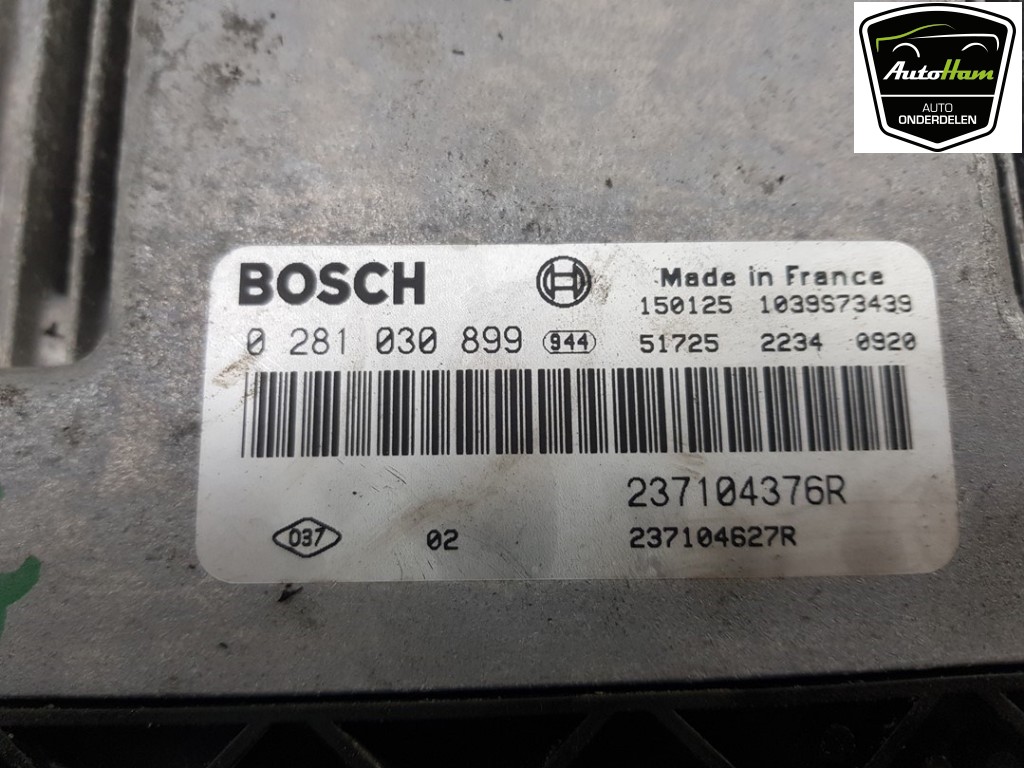 AutoHam
AUTO
ONDERDELEN
BOSCH
Made in France
150125 1039S73439
0 281 030 899 944 51725 2234 0920
237104376R
D37 02 237104627R